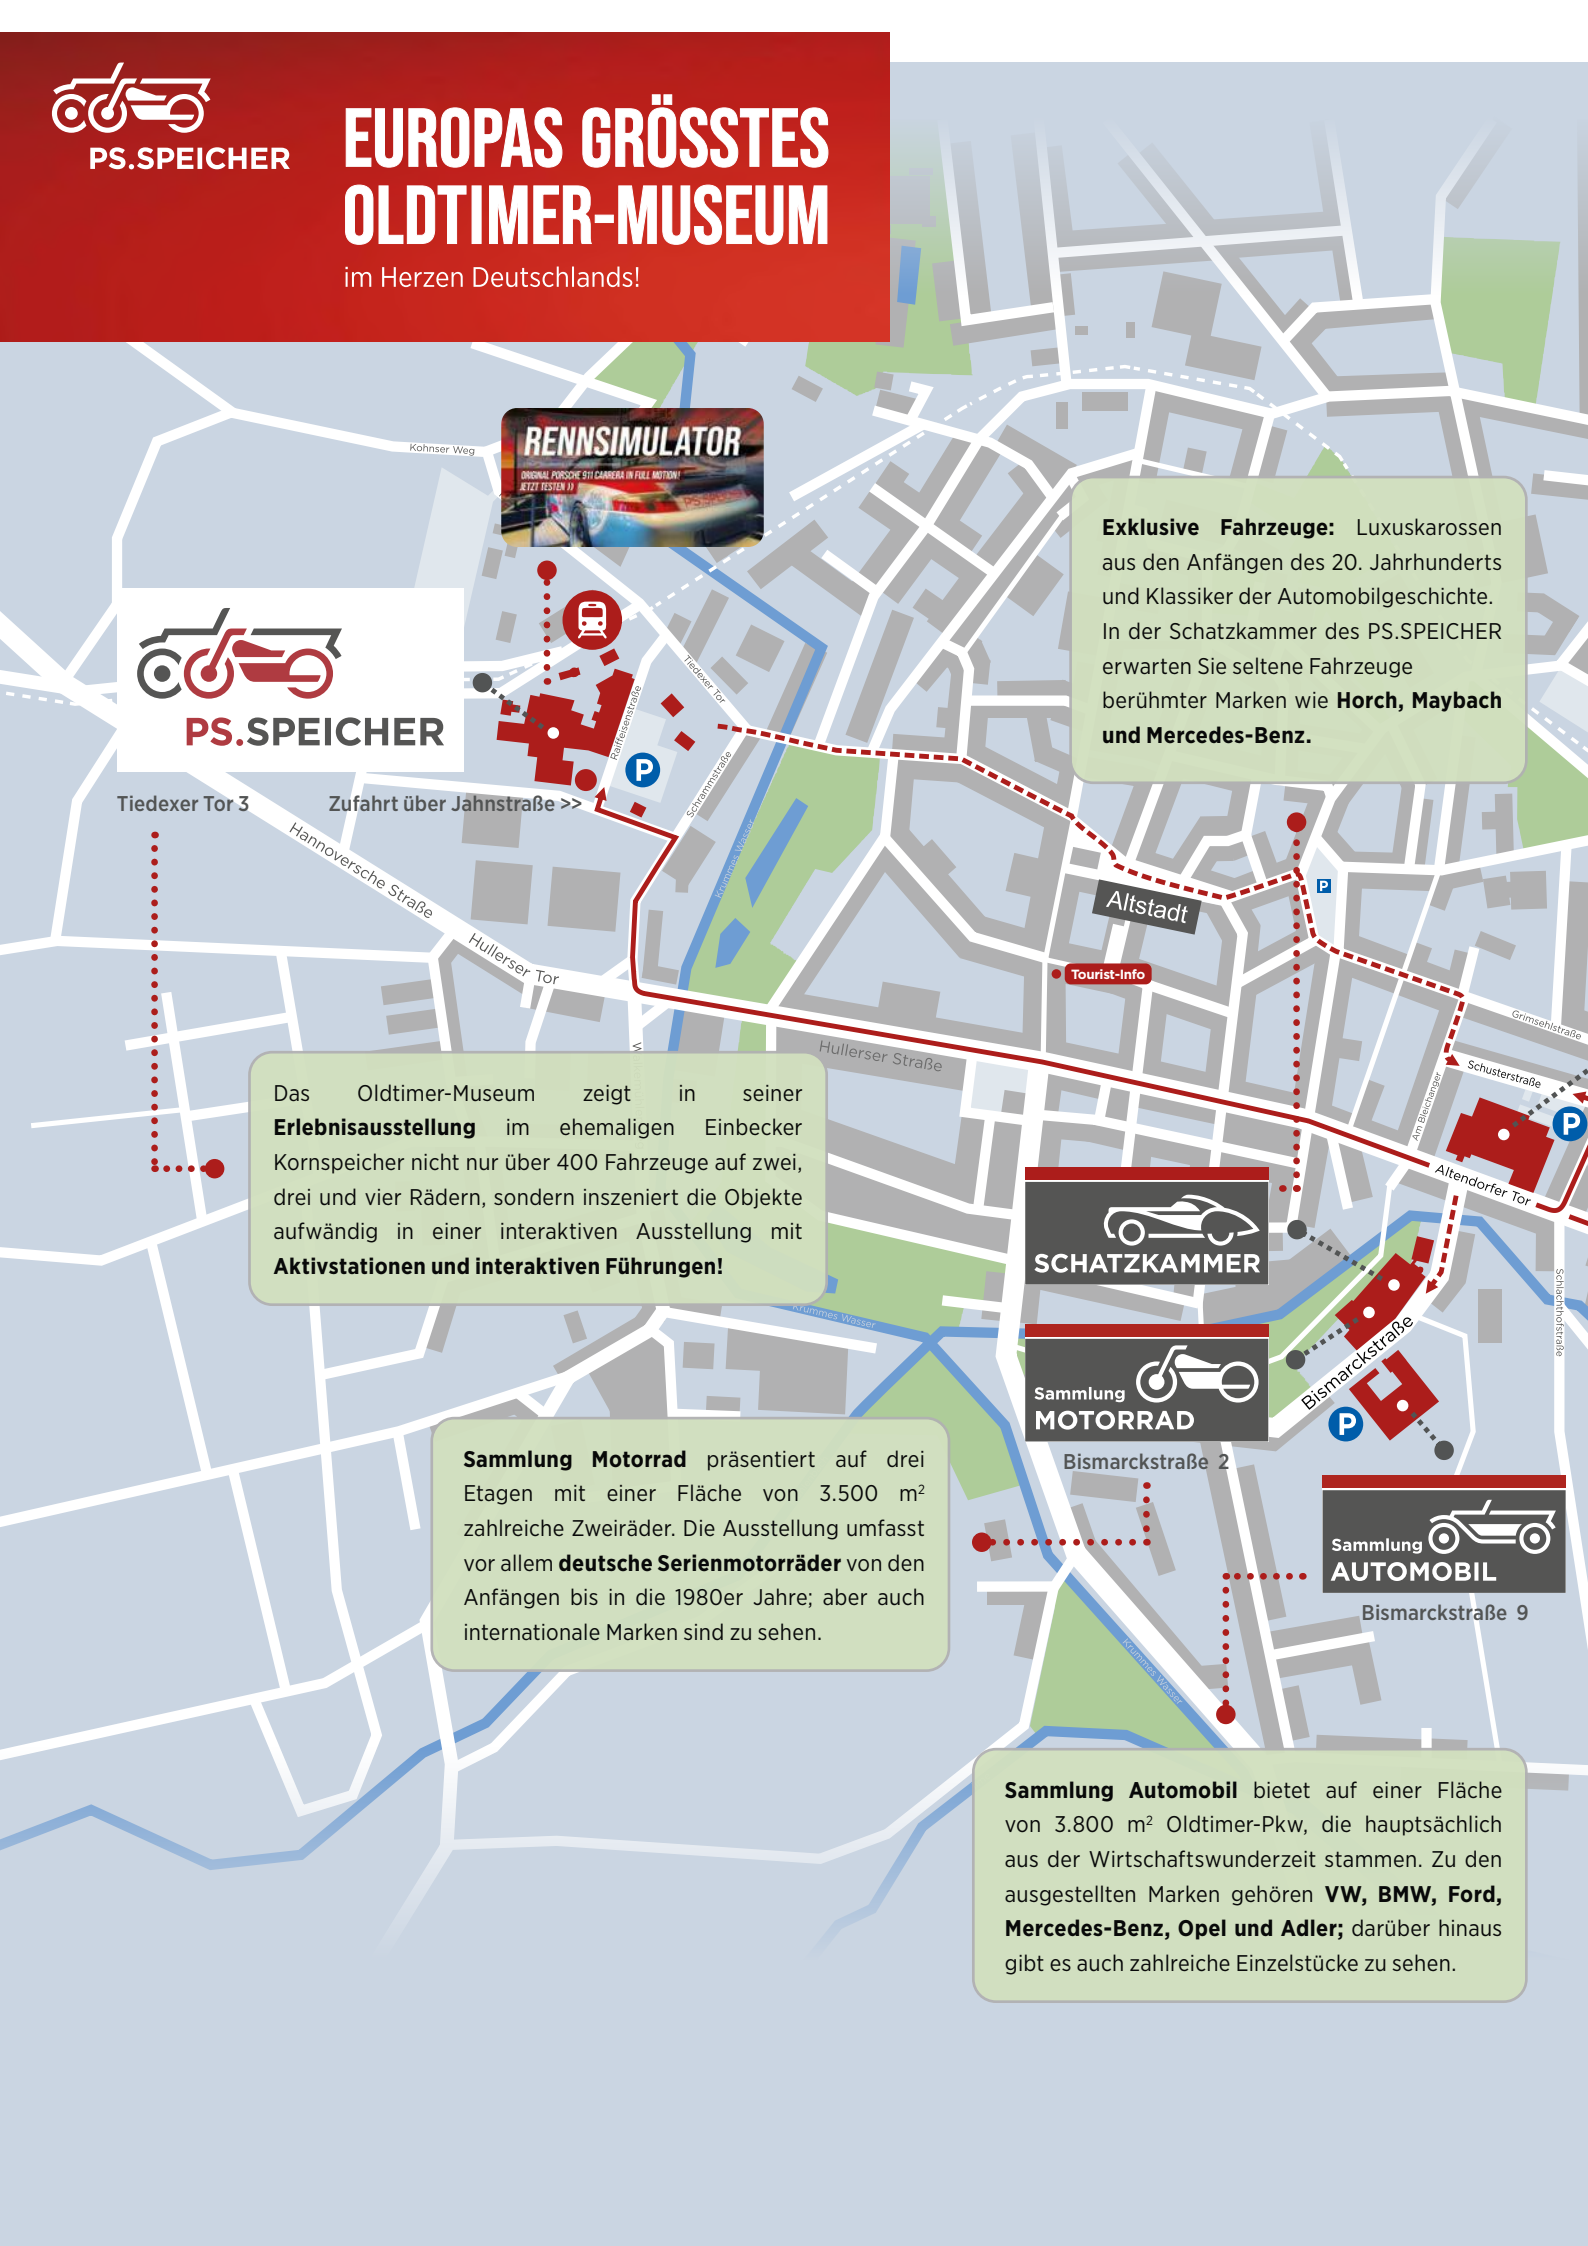 PS.SPEICHER
EUROPAS GRÖSSTES
OLDTIMER-MUSEUM
im Herzen Deutschlands!
Kohnser Weg
RENNSIMULATOR
ORIGINAL PORSCHE 911 CARRERA IN FULL MOTION!
JETZT TESTEN »
Exklusive Fahrzeuge: Luxuskarossen
aus den Anfängen des 20. Jahrhunderts
und Klassiker der Automobilgeschichte.
In der Schatzkammer des PS.SPEICHER
erwarten Sie seltene Fahrzeuge
berühmter Marken wie Horch, Maybach
und Mercedes-Benz.
PS.SPEICHER
Tiedexer Tor 3
Zufahrt über Jahnstraße >>
Tiedexer Tor
Raiffeisenstraße
P
Schrammstraße
Krummes Wasser
Hannoversche Straße
Hullerser Tor
Altstadt
P
Tourist-Info
Hullerser Straße
Grimsehlstraße
Schusterstraße
Am Bleichanger
P
Altendorfer Tor
Das Oldtimer-Museum zeigt in seiner
Erlebnisausstellung im ehemaligen Einbecker
Kornspeicher nicht nur über 400 Fahrzeuge auf zwei,
drei und vier Rädern, sondern inszeniert die Objekte
aufwändig in einer interaktiven Ausstellung mit
Aktivstationen und interaktiven Führungen!
SCHATZKAMMER
Krummes Wasser
Schlachthofstraße
Bismarckstraße
Sammlung
MOTORRAD
Bismarckstraße 2
P
Sammlung Motorrad präsentiert auf drei
Etagen mit einer Fläche von 3.500 m²
zahlreiche Zweiräder. Die Ausstellung umfasst
vor allem deutsche Serienmotorräder von den
Anfängen bis in die 1980er Jahre; aber auch
internationale Marken sind zu sehen.
Sammlung
AUTOMOBIL
Bismarckstraße 9
Krummes Wasser
Sammlung Automobil bietet auf einer Fläche
von 3.800 m² Oldtimer-Pkw, die hauptsächlich
aus der Wirtschaftswunderzeit stammen. Zu den
ausgestellten Marken gehören VW, BMW, Ford,
Mercedes-Benz, Opel und Adler; darüber hinaus
gibt es auch zahlreiche Einzelstücke zu sehen.